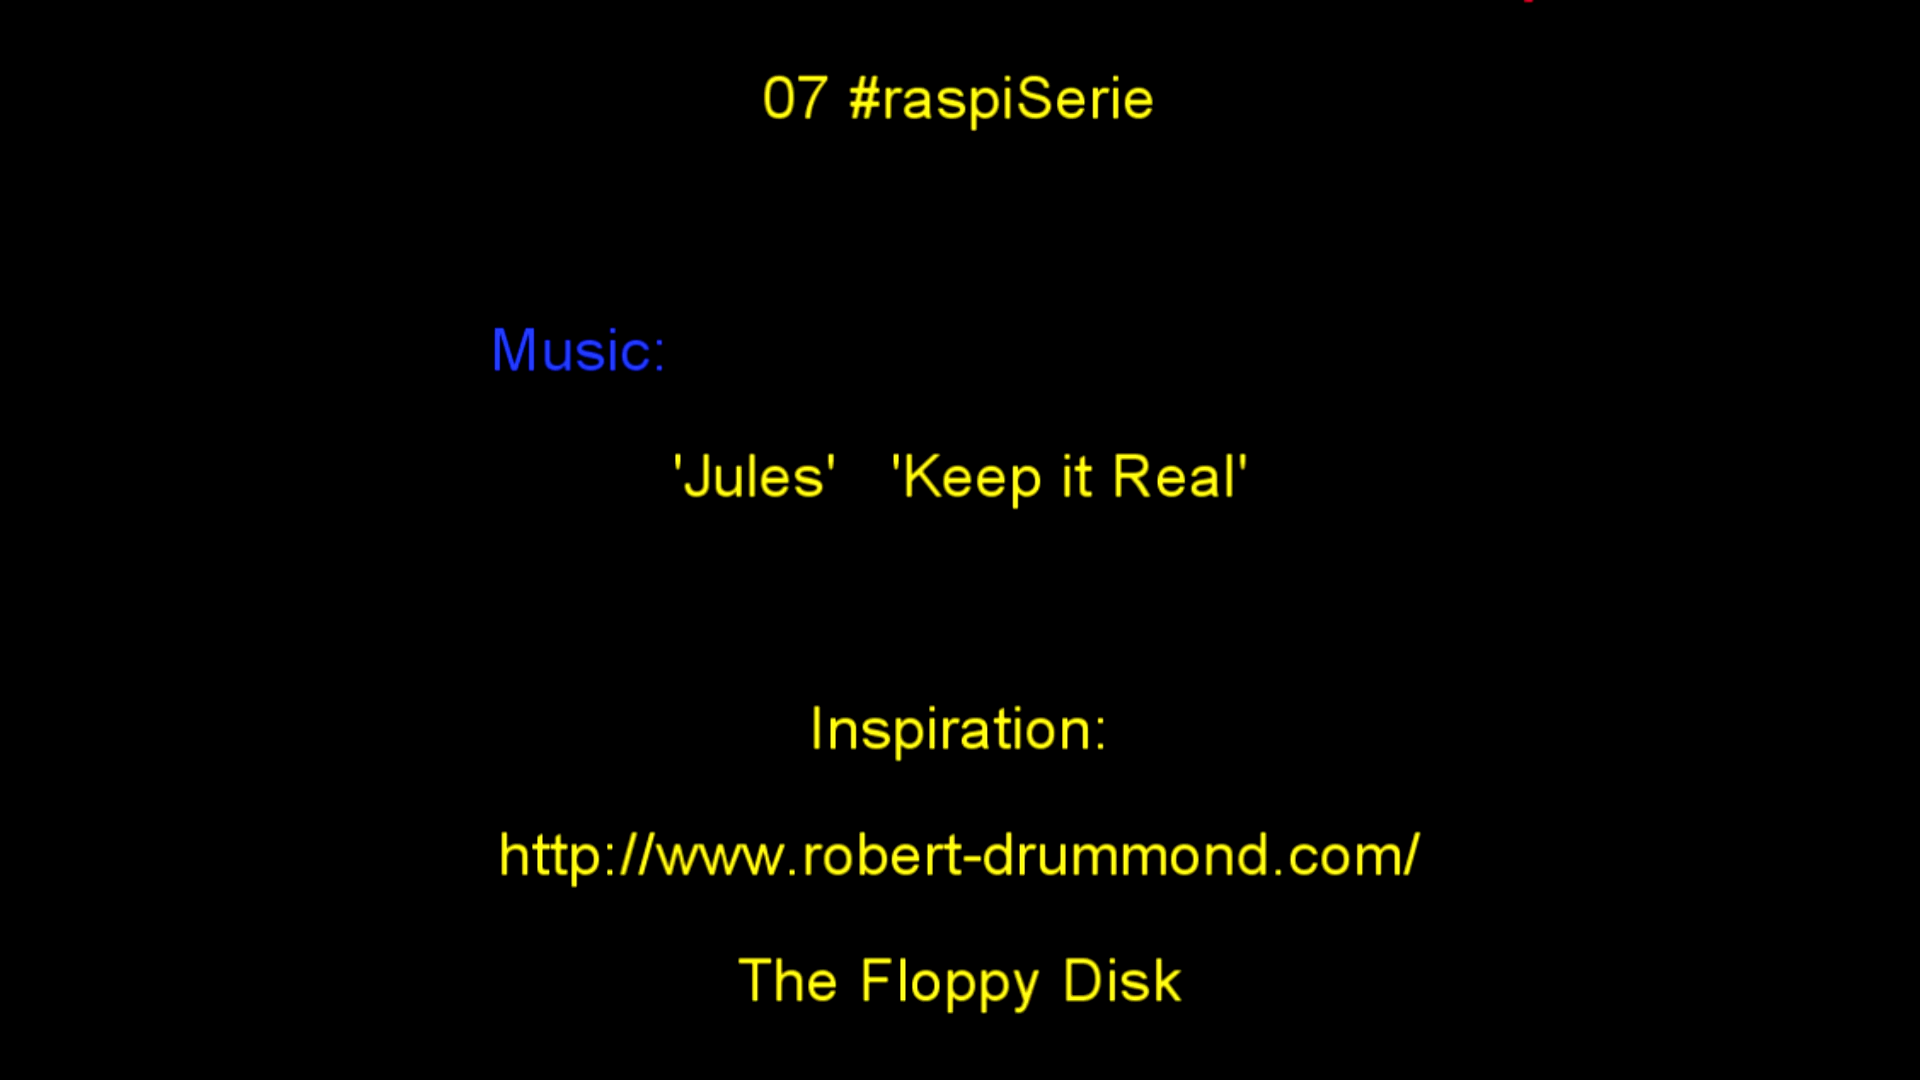 07 #raspiSerie
Music:
'Jules' 'Keep it Real'
Inspiration:
http://www.robert-drummond.com/
The Floppy Disk